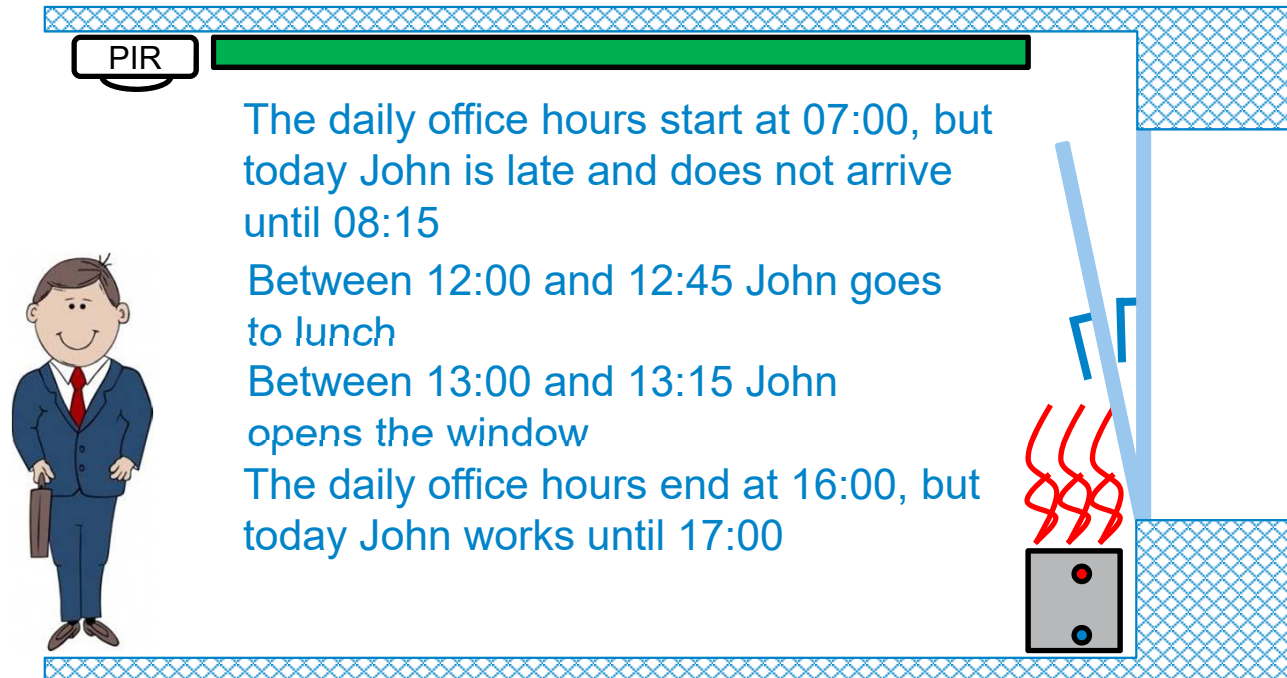 PIR
The daily office hours start at 07:00, but
today John is late and does not arrive
until 08:15
Between 12:00 and 12:45 John goes
to lunch
Between 13:00 and 13:15 John
opens the window
The daily office hours end at 16:00, but
today John works until 17:00